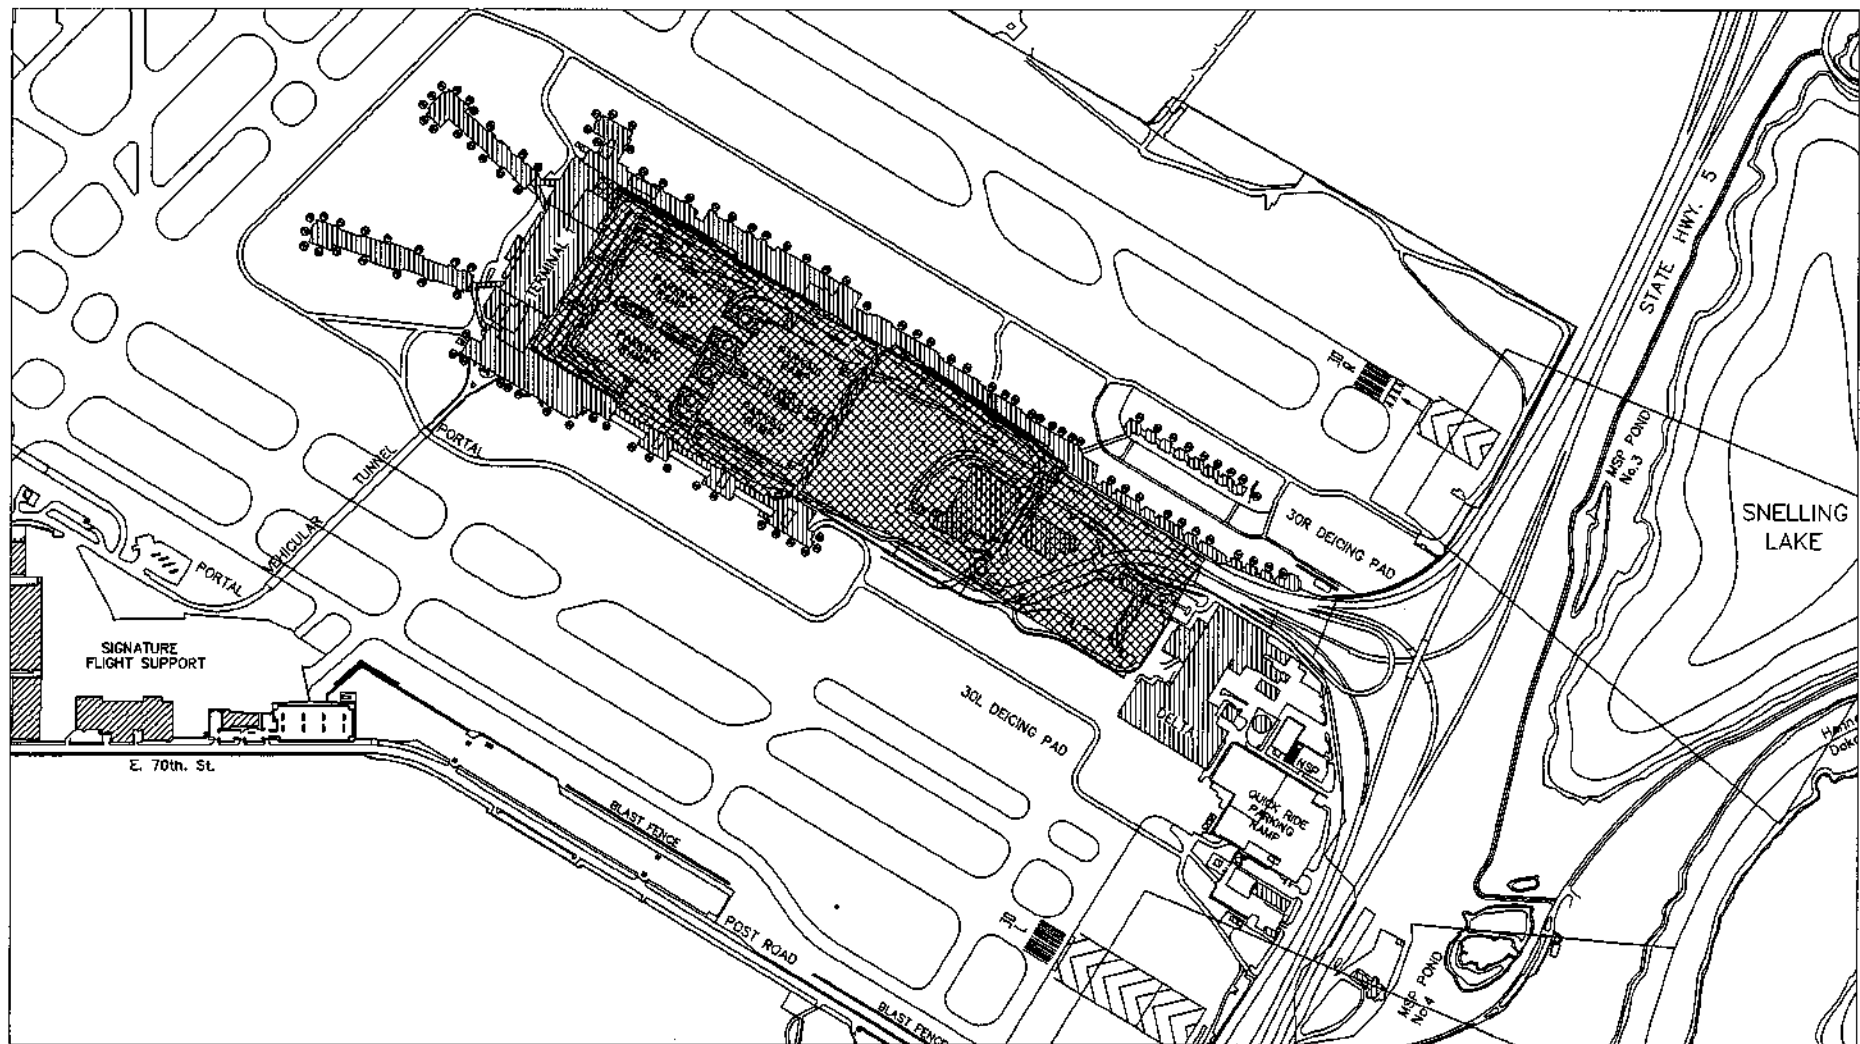 STATE HWY. 5
TERMINAL
MSP POND
No.3
SNELLING
LAKE
PORTAL
TUNNEL
VEHICULAR
PORTAL
30R DEICING PAD
SIGNATURE
FLIGHT SUPPORT
30L DEICING PAD
DELTA
E. 70th. St.
BLAST FENCE
QUICK RIDE
PARKING
RAMP
POST ROAD
MSP POND
No.4
BLAST FENCE